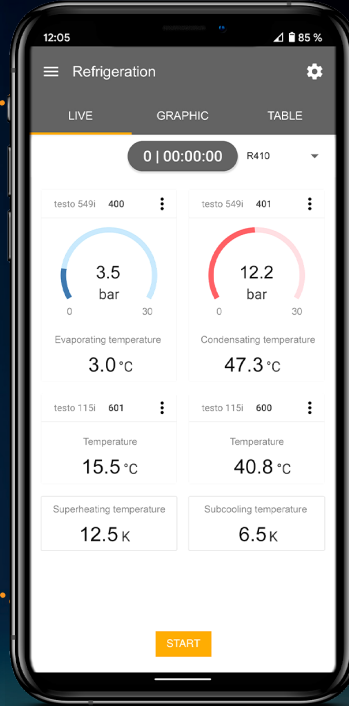 12:05 85 %
Refrigeration
LIVE GRAPHIC TABLE
0 | 00:00:00 R410
testo 549i 400 testo 549i 401
3.5 12.2
bar bar
0 30 0 30
Evaporating temperature Condensating temperature
3.0 °C 47.3 °C
testo 115i 601 testo 115i 600
Temperature Temperature
15.5 °C 40.8 °C
Superheating temperature Subcooling temperature
12.5 K 6.5 K
START